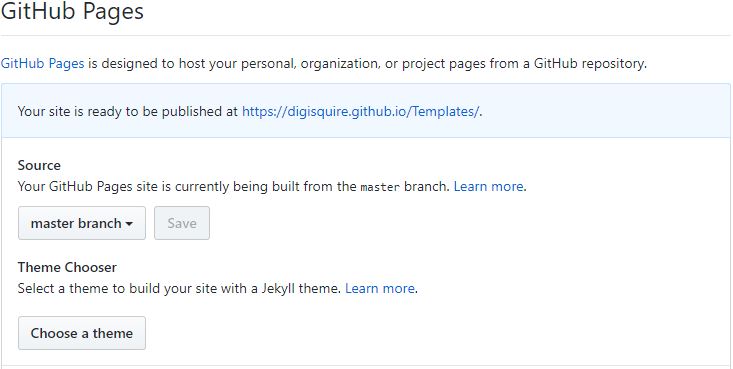 GitHub Pages
GitHub Pages is designed to host your personal, organization, or project pages from a GitHub repository.
Your site is ready to be published at https://digisquire.github.io/Templates/.
Source
Your GitHub Pages site is currently being built from the master branch. Learn more.
master branch Save
Theme Chooser
Select a theme to build your site with a Jekyll theme. Learn more.
Choose a theme